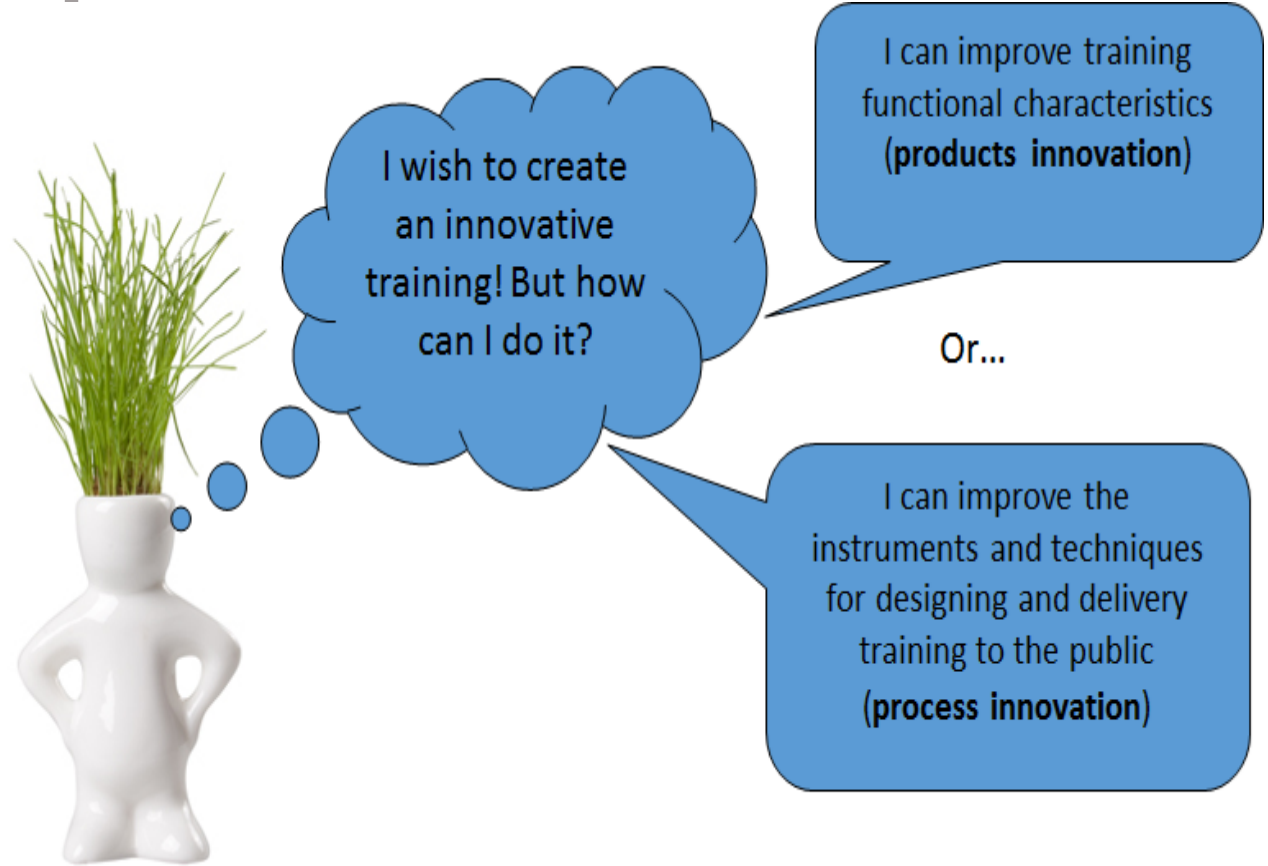 I wish to create
an innovative
training! But how
can I do it?
I can improve training
functional characteristics
(products innovation)
Or...
I can improve the
instruments and techniques
for designing and delivery
training to the public
(process innovation)